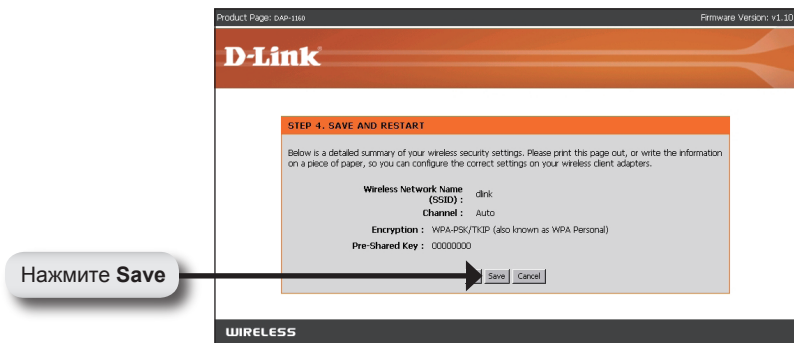 Product Page: DAP-1160 Firmware Version: v1.10
D-Link
STEP 4. SAVE AND RESTART
Below is a detailed summary of your wireless security settings. Please print this page out, or write the information
on a piece of paper, so you can configure the correct settings on your wireless client adapters.
Wireless Network Name
(SSID) : dlink
Channel : Auto
Encryption : WPA-PSK/TKIP (also known as WPA Personal)
Pre-Shared Key : 00000000
Нажмите Save
Save Cancel
WIRELESS